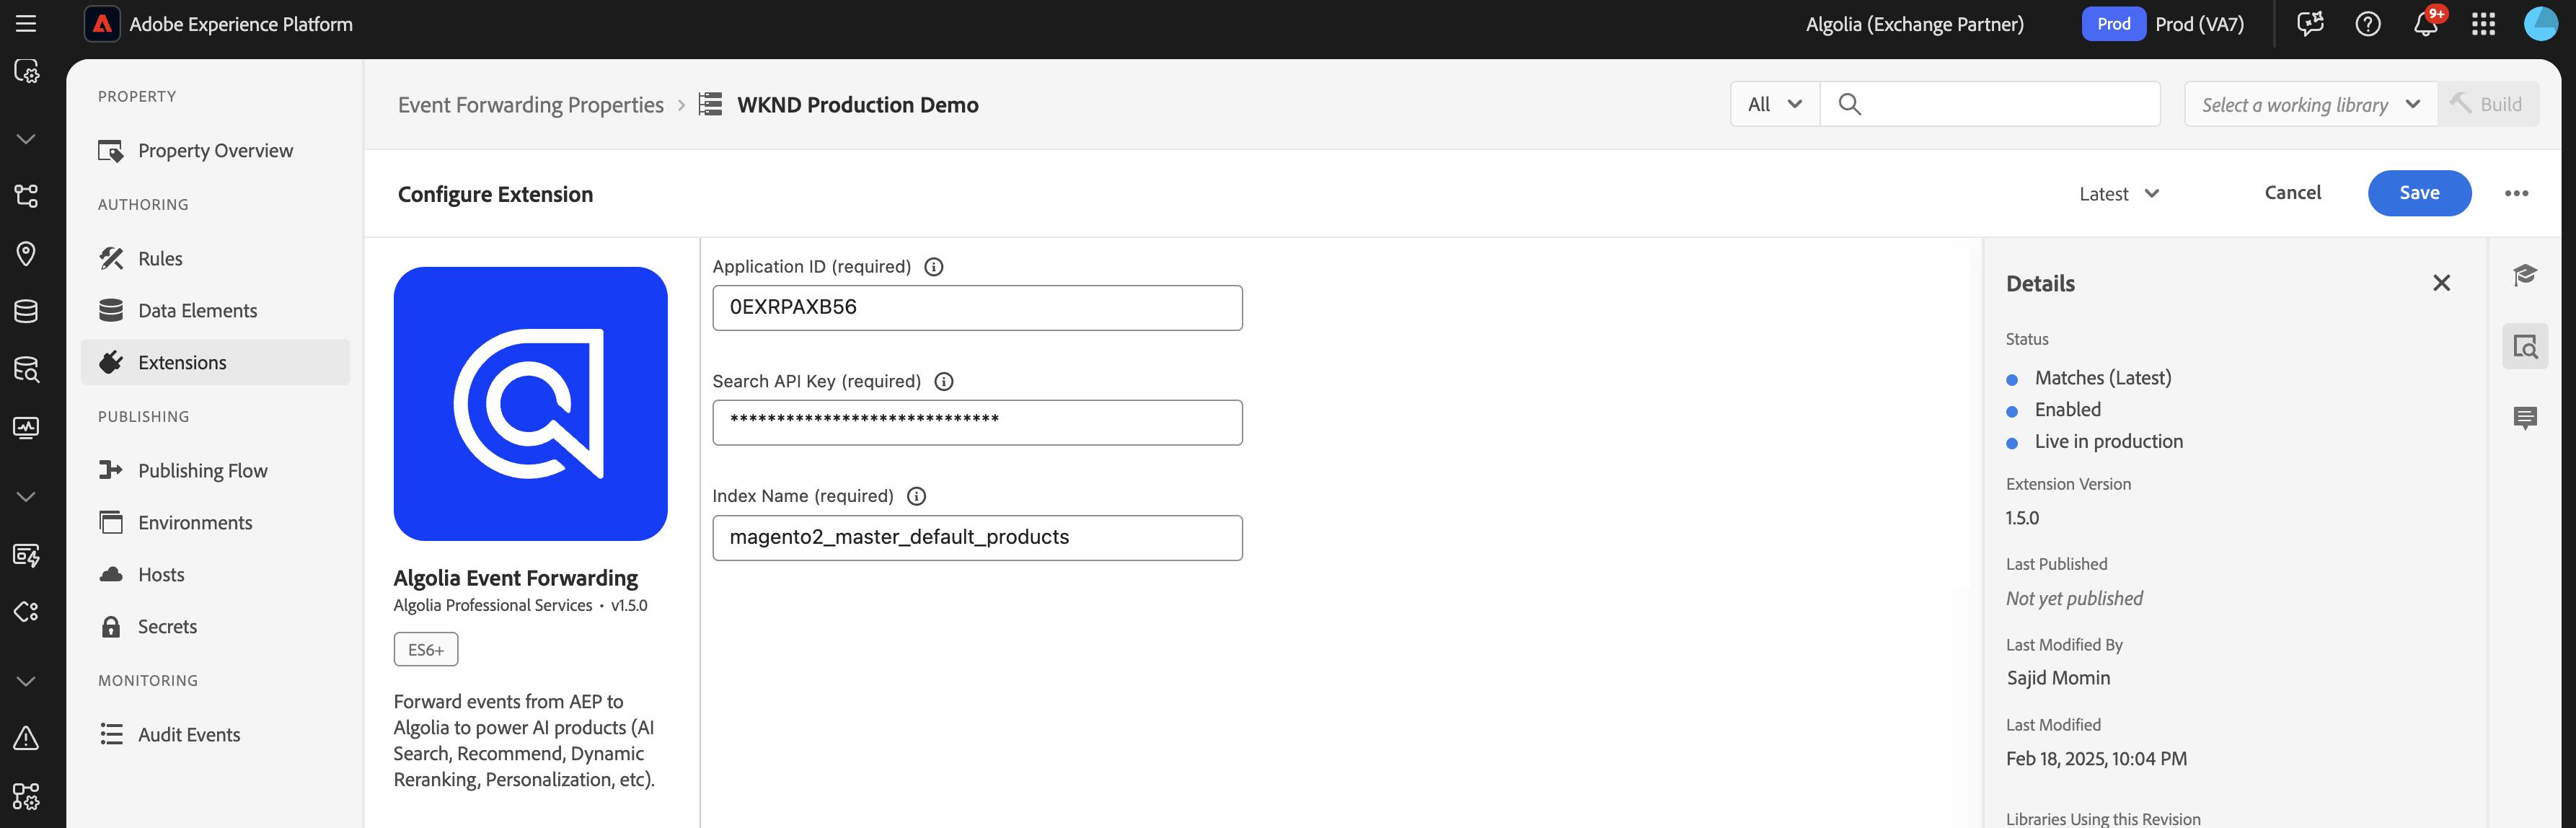 Adobe Experience Platform
Algolia (Exchange Partner)
Prod
Prod (VA7)
9+
PROPERTY
Property Overview
AUTHORING
Rules
Data Elements
Extensions
PUBLISHING
Publishing Flow
Environments
Hosts
Secrets
MONITORING
Audit Events
Event Forwarding Properties > WKND Production Demo
All
Select a working library
Build
Configure Extension
Latest
Cancel
Save
Algolia Event Forwarding
Algolia Professional Services • v1.5.0
ES6+
Forward events from AEP to
Algolia to power AI products (AI
Search, Recommend, Dynamic
Reranking, Personalization, etc).
Application ID (required)
0EXRPAXB56
Search API Key (required)
*****************************
Index Name (required)
magento2_master_default_products
Details
Status
Matches (Latest)
Enabled
Live in production
Extension Version
1.5.0
Last Published
Not yet published
Last Modified By
Sajid Momin
Last Modified
Feb 18, 2025, 10:04 PM
Libraries Using this Revision